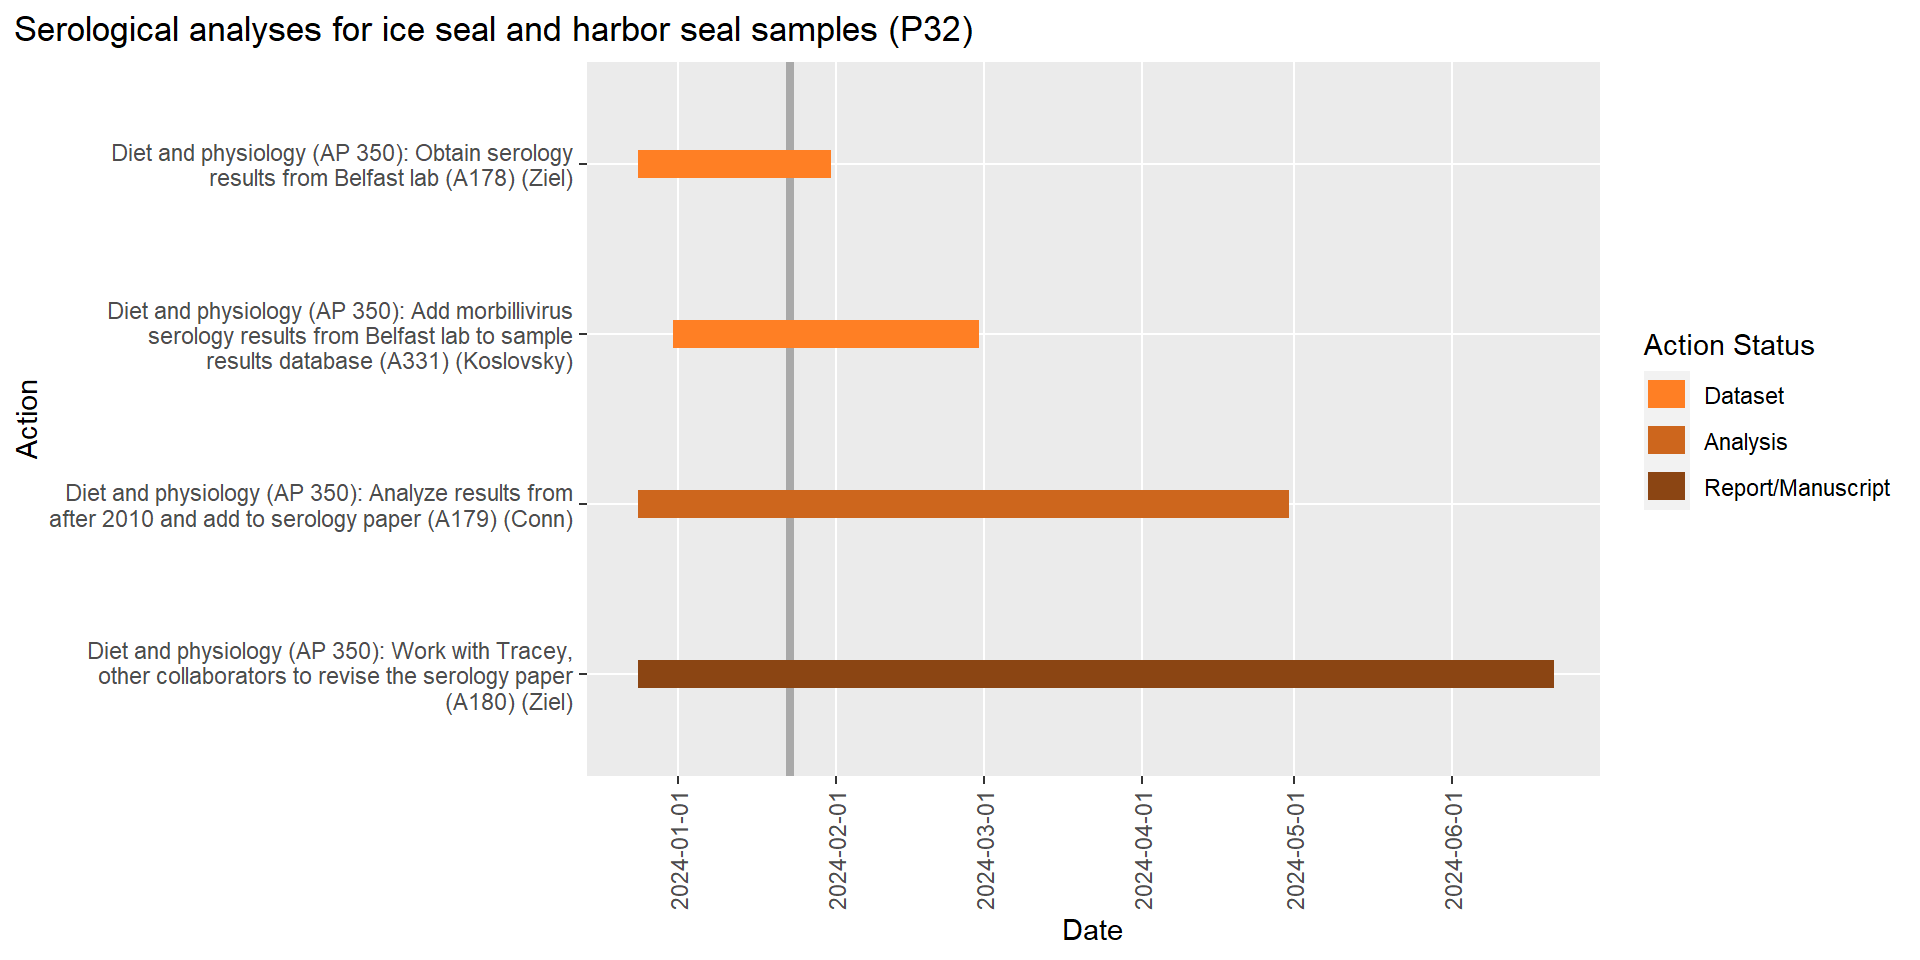 Serological analyses for ice seal and harbor seal samples (P32)
Diet and physiology (AP 350): Obtain serology
results from Belfast lab (A178) (Ziel)
Diet and physiology (AP 350): Add morbillivirus
serology results from Belfast lab to sample
results database (A331) (Koslovsky)
Diet and physiology (AP 350): Analyze results from
after 2010 and add to serology paper (A179) (Conn)
Diet and physiology (AP 350): Work with Tracey,
other collaborators to revise the serology paper
(A180) (Ziel)
Action
2024-01-01
2024-02-01
2024-03-01
2024-04-01
2024-05-01
2024-06-01
Date
Action Status
Dataset
Analysis
Report/Manuscript